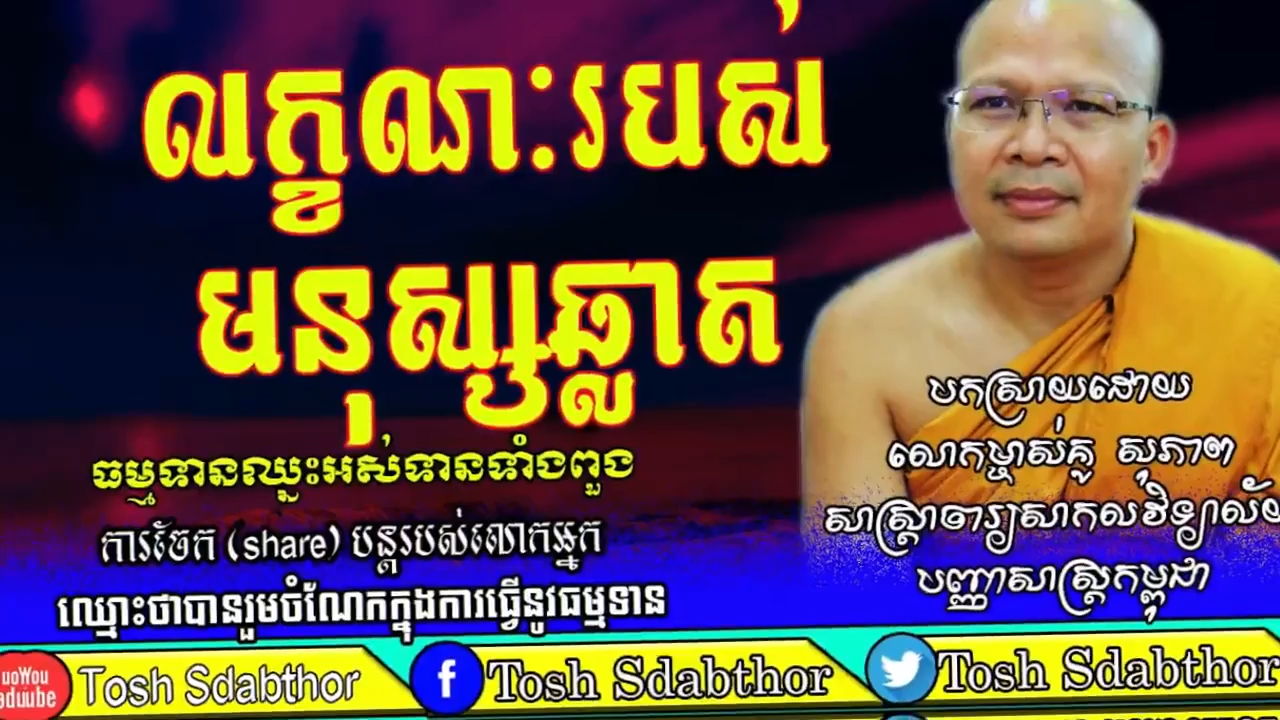 លក្ខណៈរបស់
មនុស្សឆ្លាត
ធម្មទានឈ្នះអស់ទានទាំងពួង
ការចែក (share) បន្តរបស់លោកអ្នក
ឈ្មោះថាបានរួមចំណែកក្នុងការធ្វើនូវធម្មទាន
បកស្រាយដោយ
លោកម្ចាស់គ្រូ សុភាព
សាស្ត្រាចារ្យសាកលវិទ្យាល័យ
បញ្ញាសាស្ត្រកម្ពុជា
Tosh Sdabthor
Tosh Sdabthor
Tosh Sdabthor